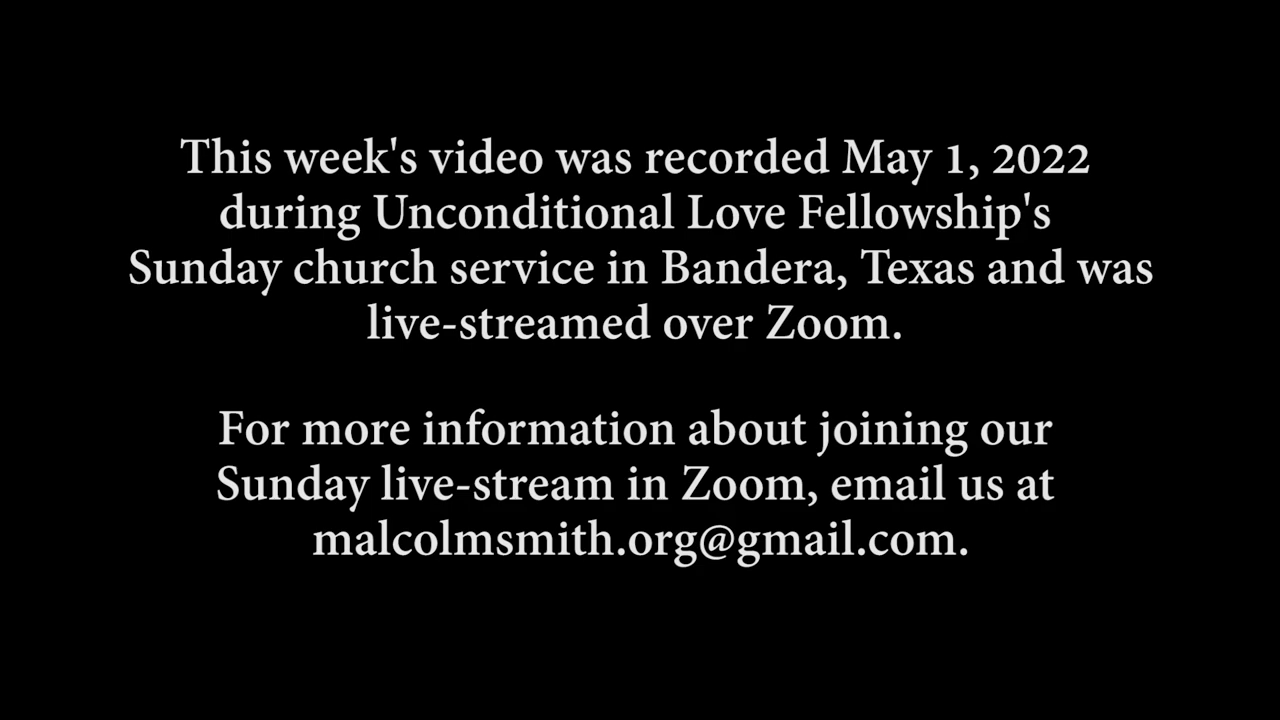 This week's video was recorded May 1, 2022
during Unconditional Love Fellowship's
Sunday church service in Bandera, Texas and was
live-streamed over Zoom.
For more information about joining our
Sunday live-stream in Zoom, email us at
malcolmsmith.org@gmail.com.